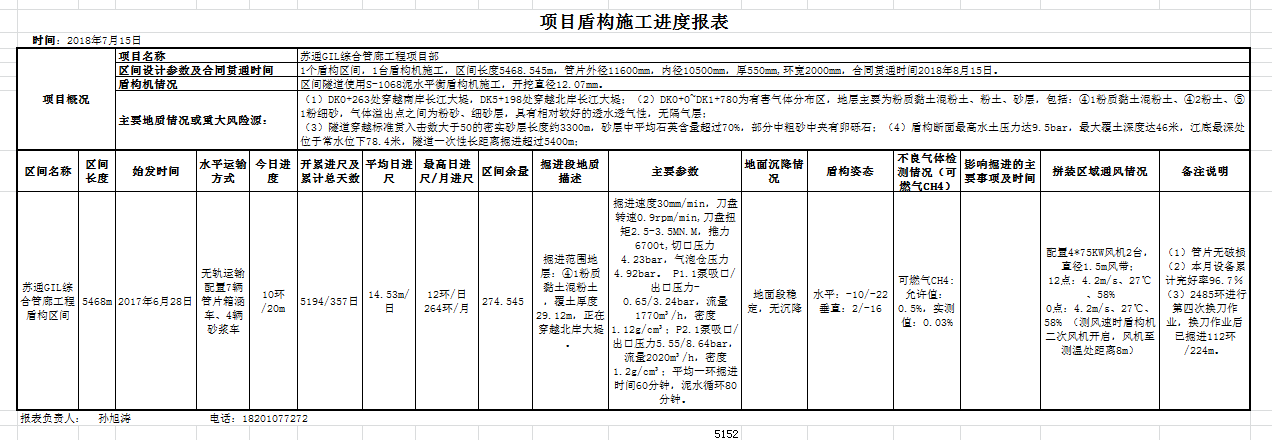 项目盾构施工进度报表
时间：2018年7月15日
项目概况
项目名称
苏通GIL综合管廊工程项目部
区间设计参数及合同贯通时间
1个盾构区间，1台盾构机施工，区间长度5468.545m，管片外径11600mm，内径10500mm，厚550mm,环宽2000mm，合同贯通时间2018年8月15日。
盾构机情况
区间隧道使用S-1068泥水平衡盾构机施工，开挖直径12.07mm。
主要地质情况或重大风险源：
（1）DK0+263处穿越南岸长江大堤，DK5+198处穿越北岸长江大堤；（2）DK0+0~DK1+780为有害气体分布区，地层主要为粉质黏土混粉土、粉土、砂层，包括：④1粉质黏土混粉土、④2粉土、⑤
1粉细砂，气体溢出点之间为粉砂、细砂层，具有相对较好的透水透气性，无隔气层；
（3）隧道穿越标准贯入击数大于50的密实砂层长度约3300m，砂层中平均石英含量超过70%，部分中粗砂中夹有卵砾石；（4）盾构断面最高水土压力达9.5bar，最大覆土深度达46米，江底最深处
位于常水位下78.4米，隧道一次性长距离掘进超过5400m；
区间名称
区间
长度
始发时间
水平运输
方式
今日进
度
开累进尺及
累计总天数
平均日进
尺
最高日进
尺/月进尺
区间余量
掘进段地质
描述
主要参数
地面沉降情
况
盾构姿态
不良气体检
测情况（可
燃气CH4）
影响掘进的主
要事项及时间
拼装区域通风情况
备注说明
苏通GIL综
合管廊工程
盾构区间
5468m
2017年6月28日
无轨运输
配置7辆
管片箱涵
车、4辆
砂浆车
10环
/20m
5194/357日
14.53m/
日
12环/日
264环/月
274.545
掘进范围地
层：④1粉质
黏土混粉土
，覆土厚度
29.12m，正在
穿越北岸大堤
。
掘进速度30mm/min，刀盘
转速0.9rpm/min,刀盘扭
矩2.5-3.5MN.M，推力
6700t,切口压力
4.23bar，气泡仓压力
4.92bar。 P1.1泵吸口/
出口压力-
0.65/3.24bar，流量
1770m³/h，密度
1.12g/cm³；P2.1泵吸口/
出口压力5.55/8.64bar，
流量2020m³/h，密度
1.2g/cm³；平均一环掘进
时间60分钟，泥水循环80
分钟。
地面段稳
定，无沉降
水平：-10/-22
垂直：2/-16
可燃气CH4：
允许值：
0.5%，实测
值：0.03%
配置4*75KW风机2台，
直径1.5m风带；
12点：4.2m/s、27℃
、58%
0点：4.2m/s、27℃、
58% （测风速时盾构机
二次风机开启，风机至
测温处距离8m）
（1）管片无破损
（2）本月设备累
计完好率96.7%
（3）2485环进行
第四次换刀作
业，换刀作业后
已掘进112环
/224m。
报表负责人： 孙旭涛 电话：18201077272
5152